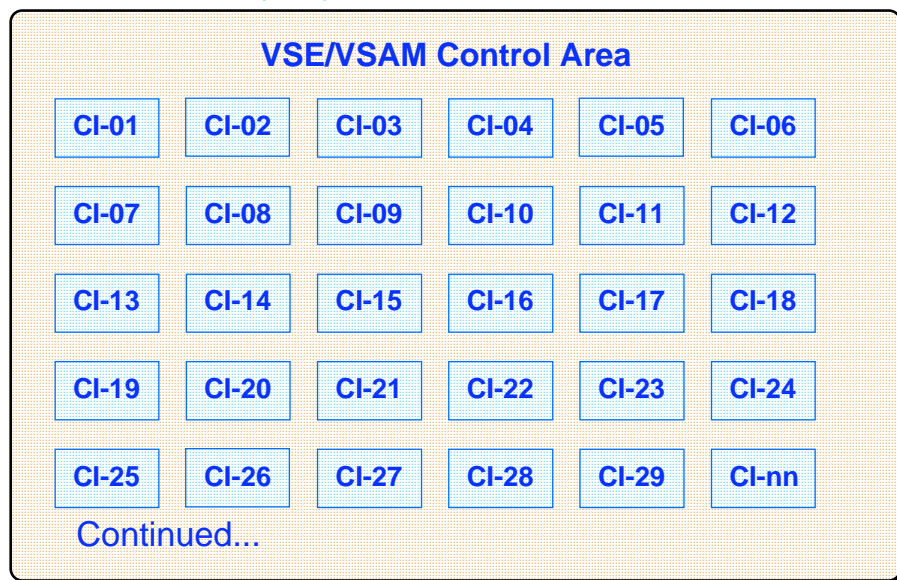 VSE/VSAM Control Area
CI-01 CI-02 CI-03 CI-04 CI-05 CI-06
CI-07 CI-08 CI-09 CI-10 CI-11 CI-12
CI-13 CI-14 CI-15 CI-16 CI-17 CI-18
CI-19 CI-20 CI-21 CI-22 CI-23 CI-24
CI-25 CI-26 CI-27 CI-28 CI-29 CI-nn
Continued...